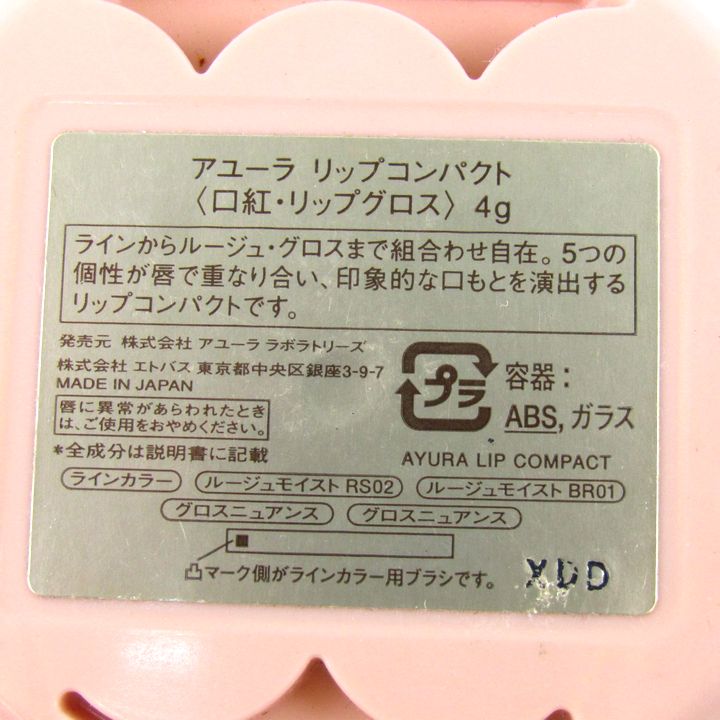 アユーラ リップコンパクト
〈口紅・リップグロス〉 4g
ラインからルージュ・グロスまで組合わせ自在。5つの
個性が唇で重なり合い、印象的な口もとを演出する
リップコンパクトです。
発売元 株式会社 アユーラ ラボラトリーズ
株式会社 エトバス 東京都中央区銀座3-9-7
MADE IN JAPAN
唇に異常があらわれたとき
は、ご使用をおやめください。
*全成分は説明書に記載
プラ
容器:
ABS, ガラス
AYURA LIP COMPACT
ラインカラー ルージュモイスト RS02 ルージュモイスト BR01
グロスニュアンス グロスニュアンス
凸マーク側がラインカラー用ブラシです。
XDD